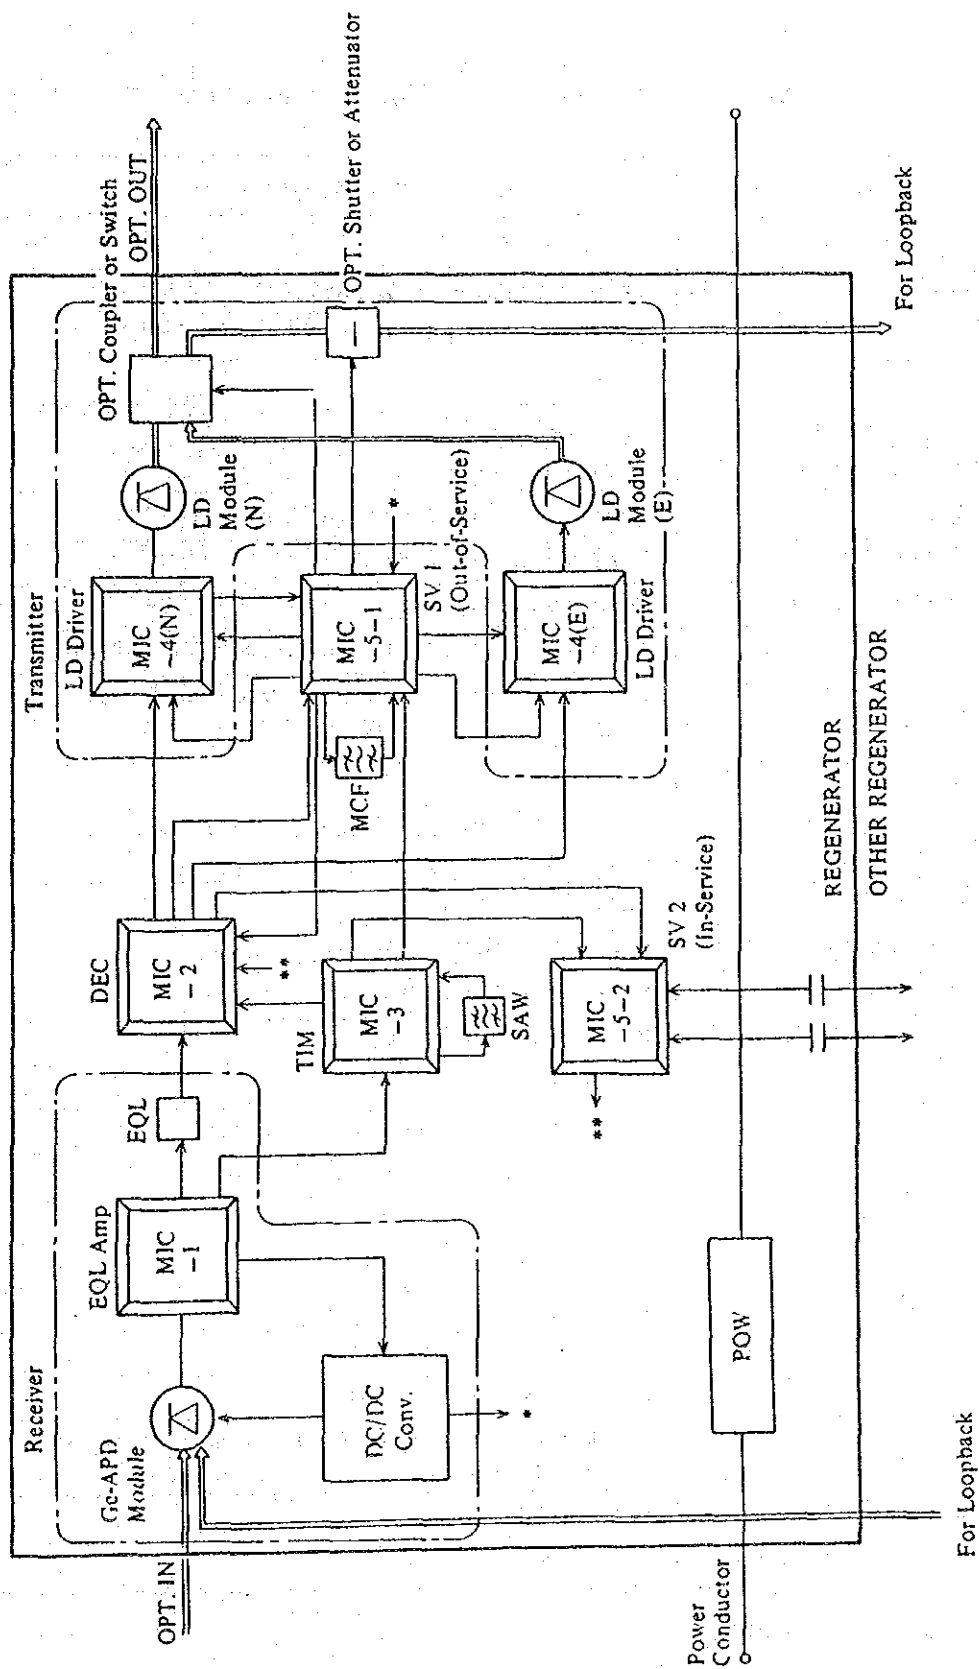 OPT. IN
Receiver
Ge-APD
Module
EQL Amp
MIC
-1
EQL
DC/DC
Conv.
*
DEC
MIC
-2
**
TIM
MIC
-3
SAW
MIC
-5-2
**
SV 2
(In-Service)
Transmitter
LD Driver
MIC
-4(N)
LD
Module
(N)
OPT. Coupler or Switch
OPT. OUT
MCF
MIC
-5-1
SV 1
(Out-of-Service)
*
OPT. Shutter or Attenuator
MIC
-4(E)
LD Driver
LD
Module
(E)
For Loopback
Power
Conductor
POW
REGENERATOR
OTHER REGENERATOR
For Loopback